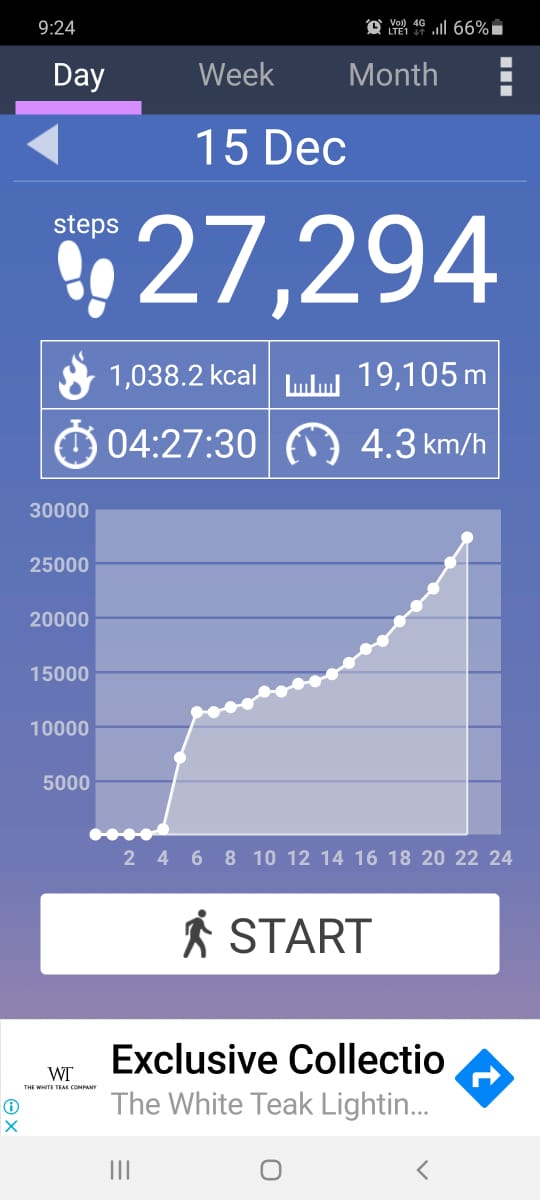 9:24 Vo) LTE1 4G 66%
Day Week Month
15 Dec
steps 27,294
1,038.2 kcal 19,105 m
04:27:30 4.3 km/h
30000
25000
20000
15000
10000
5000
2 4 6 8 10 12 14 16 18 20 22 24
START
WT
THE WHITE TEAK COMPANY
Exclusive Collectio
The White Teak Lightin...